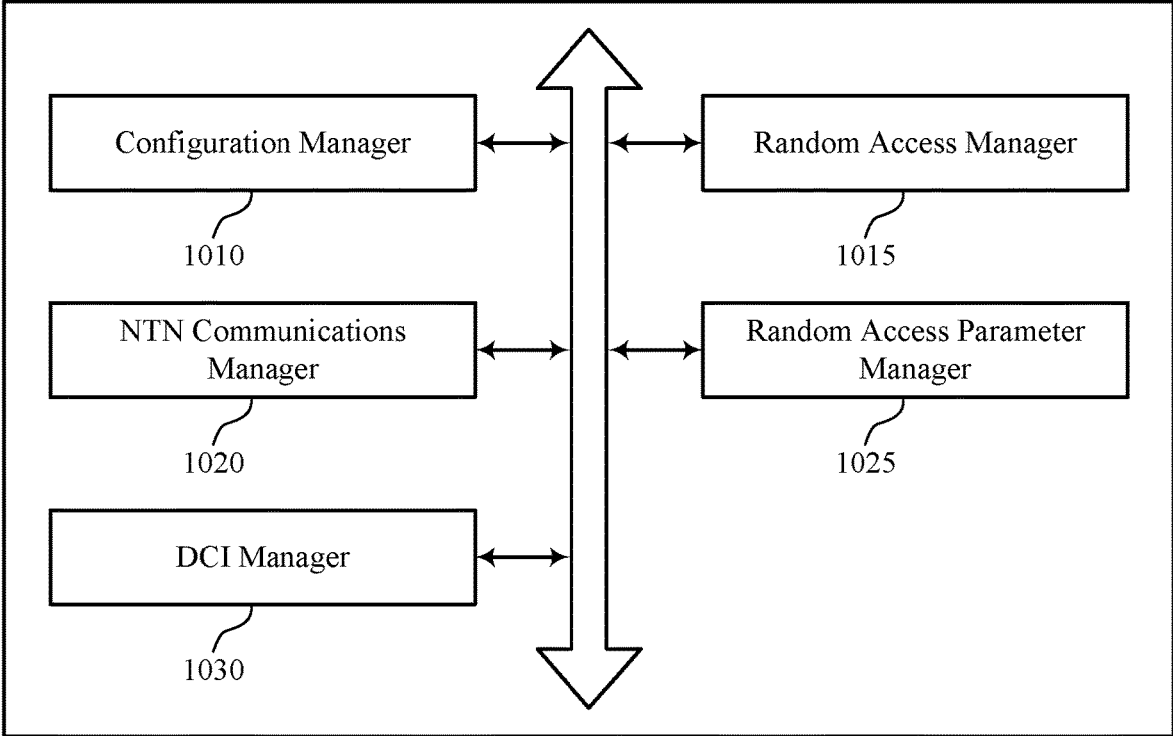 Configuration Manager
1010
Random Access Manager
1015
NTN Communications
Manager
1020
Random Access Parameter
Manager
1025
DCI Manager
1030